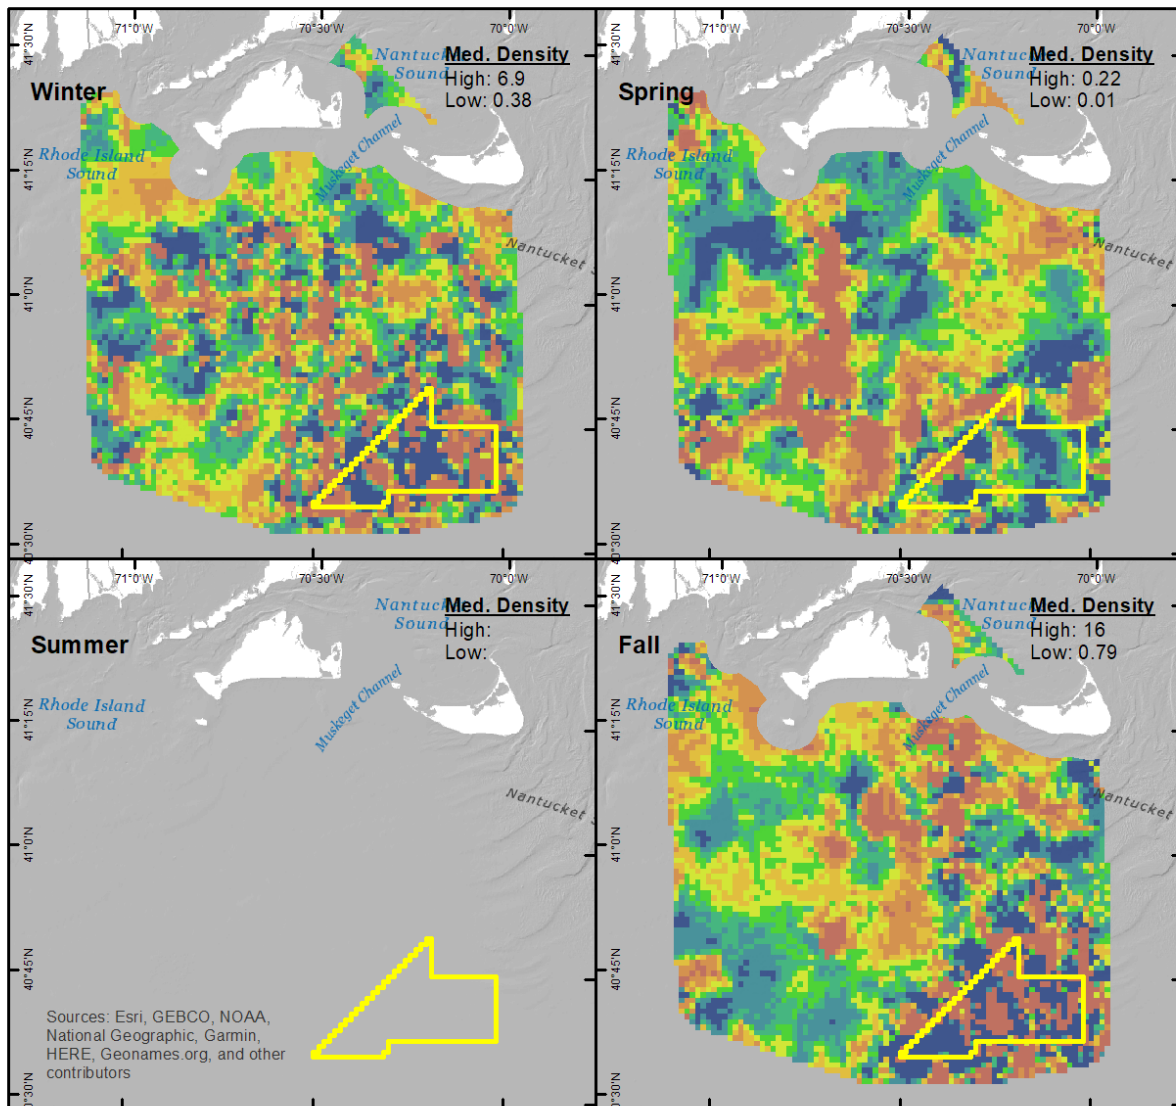 71°0'W
70°30'W
70°0'W
41°30'N
41°15'N
41°0'N
40°45'N
40°30'N
Winter
Nantuck
Sound
Med. Density
High: 6.9
Low: 0.38
Rhode Island
Sound
Muskeget Channel
Nantucket S
71°0'W
70°30'W
70°0'W
41°30'N
41°15'N
41°0'N
40°45'N
40°30'N
Spring
Nantuck
Sound
Med. Density
High: 0.22
Low: 0.01
Rhode Island
Sound
Muskeget Channel
Nantucket
71°0'W
70°30'W
70°0'W
41°30'N
41°15'N
41°0'N
40°45'N
40°30'N
Summer
Nantuck
Sound
Med. Density
High:
Low:
Rhode Island
Sound
Muskeget Channel
Nantucket S
Sources: Esri, GEBCO, NOAA,
National Geographic, Garmin,
HERE, Geonames.org, and other
contributors
71°0'W
70°30'W
70°0'W
41°30'N
41°15'N
41°0'N
40°45'N
40°30'N
Fall
Nantuck
Sound
Med. Density
High: 16
Low: 0.79
Rhode Island
Sound
Muskeget Channel
Nantucket